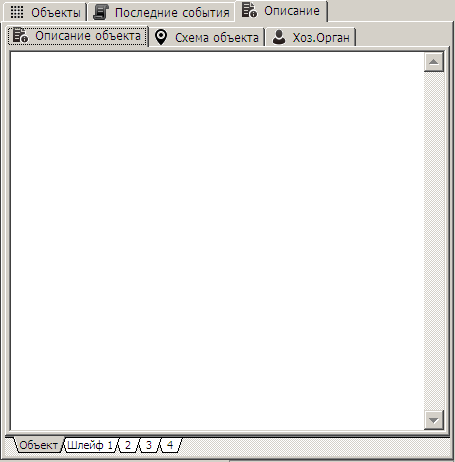 Объекты Последние события Описание
Описание объекта Схема объекта Хоз.Орган
Объект Шлейф 1 2 3 4